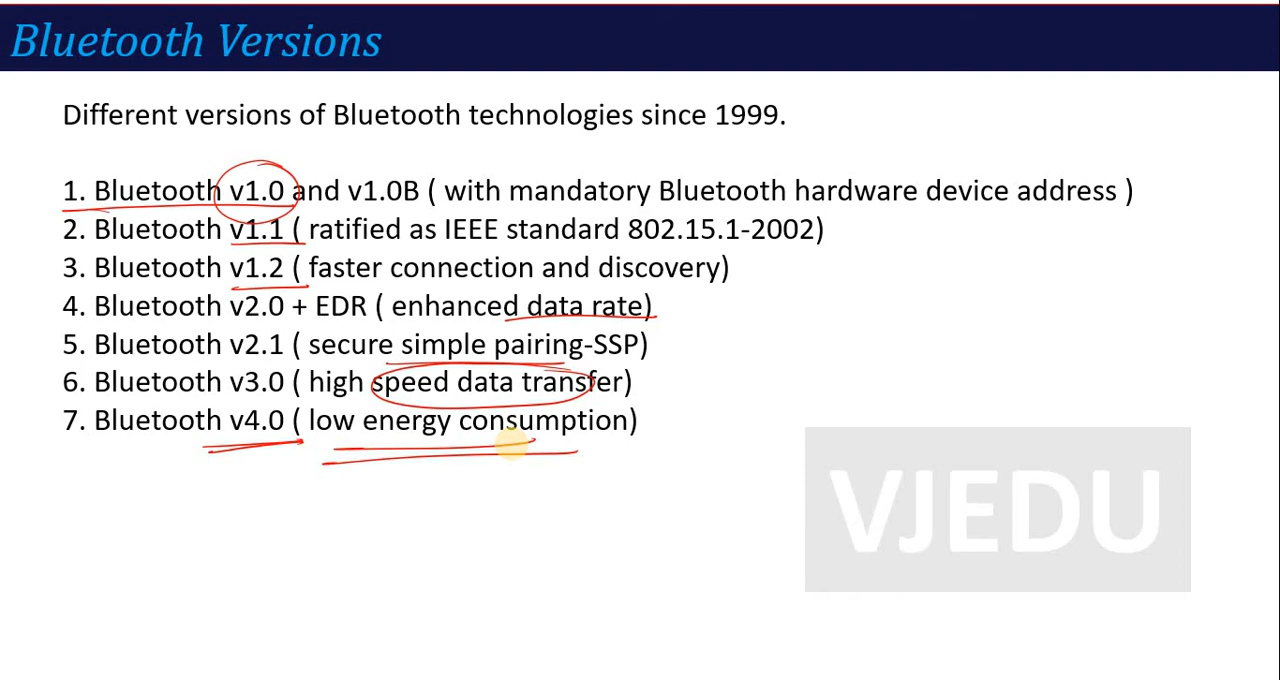 Bluetooth Versions
Different versions of Bluetooth technologies since 1999.
1. Bluetooth v1.0 and v1.0B ( with mandatory Bluetooth hardware device address )
2. Bluetooth v1.1 ( ratified as IEEE standard 802.15.1-2002)
3. Bluetooth v1.2 ( faster connection and discovery)
4. Bluetooth v2.0 + EDR ( enhanced data rate)
5. Bluetooth v2.1 ( secure simple pairing-SSP)
6. Bluetooth v3.0 ( high speed data transfer)
7. Bluetooth v4.0 ( low energy consumption)
VJEDU